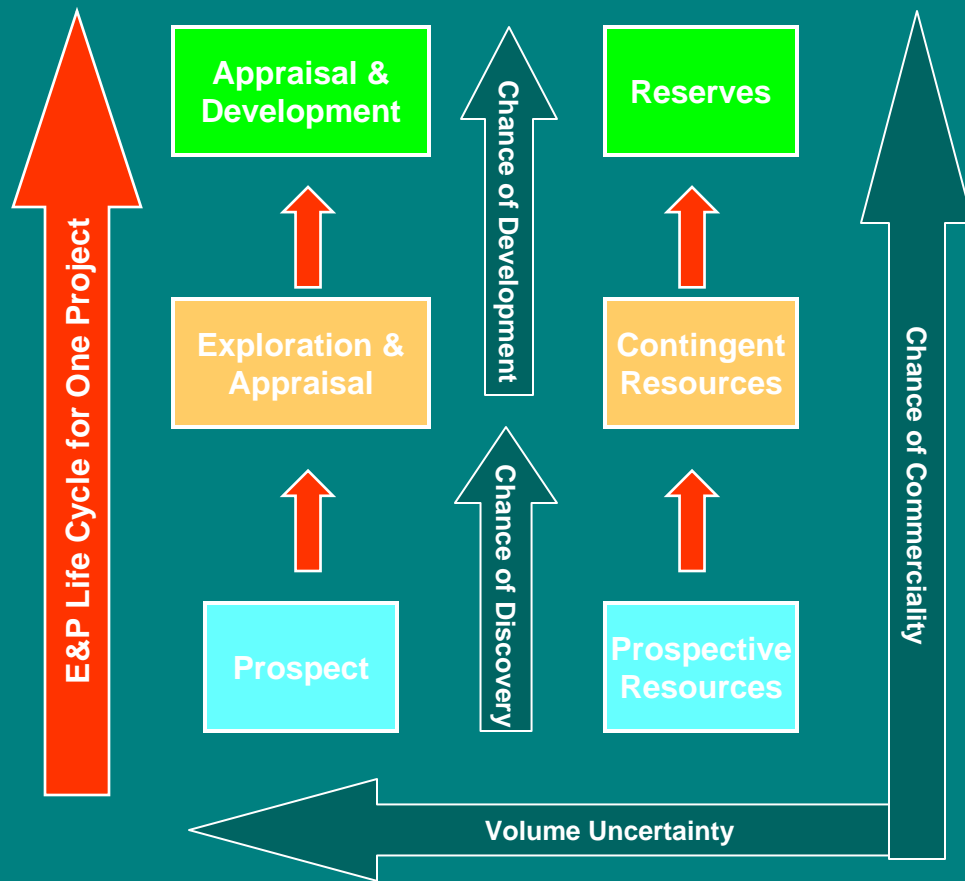 E&P Life Cycle for One Project
Appraisal &
Development
Chance of Development
Reserves
Exploration &
Appraisal
Contingent
Resources
Chance of Commerciality
Chance of Discovery
Prospect
Prospective
Resources
Volume Uncertainty